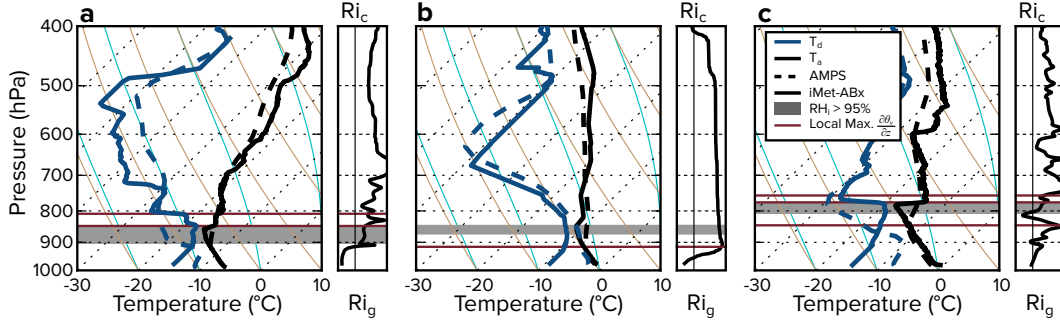 a
Ri_c
b
Ri_c
c
Ri_c
400
500
600
700
800
900
1000
Pressure (hPa)
T_d
T_a
AMPS
iMet-ABx
RH_i > 95%
Local Max. ∂θ_v/∂z
-30 -20 -10 0 10
-30 -20 -10 0 10
-30 -20 -10 0 10
Temperature (°C)
Ri_g
Temperature (°C)
Ri_g
Temperature (°C)
Ri_g